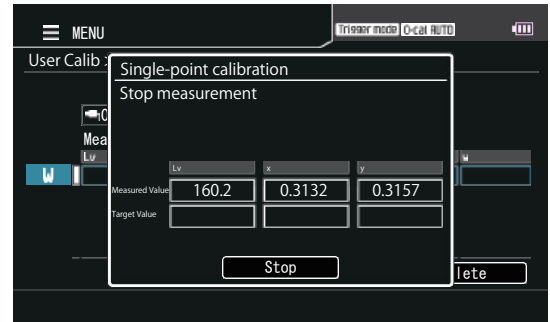 MENU
Trigger mode O-cal AUTO
User Calib :
Single-point calibration
Stop measurement
Mea
Lv
W
Lv x y
Measured Value 160.2 0.3132 0.3157
Target Value
Stop
lete